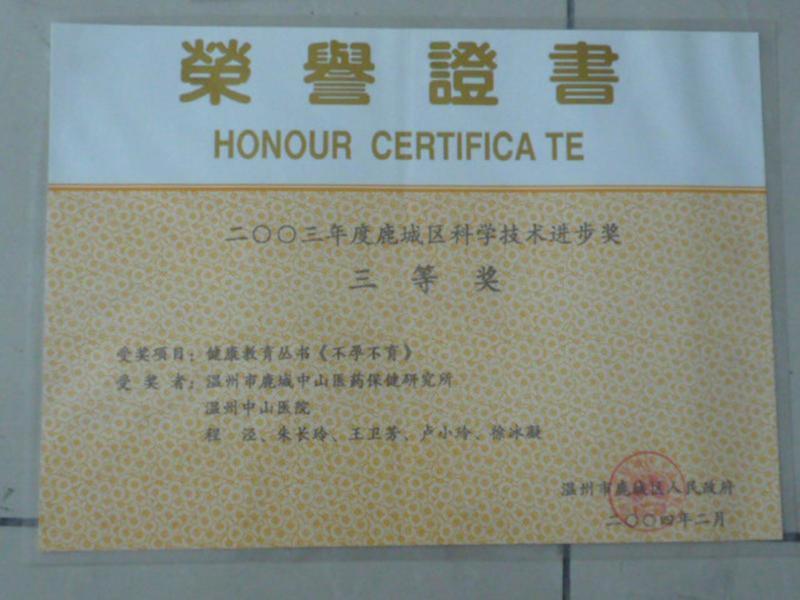 榮譽證書
HONOUR CERTIFICA TE
二〇〇三年度鹿城区科学技术进步奖
三等奖
受奖项目：健康教育丛书《不孕不育》
受奖者：温州市鹿城中山医药保健研究所
温州中山医院
程泾、朱长玲、王卫芳、卢小玲、徐冰凝
温州市鹿城区人民政府
二〇〇四年二月